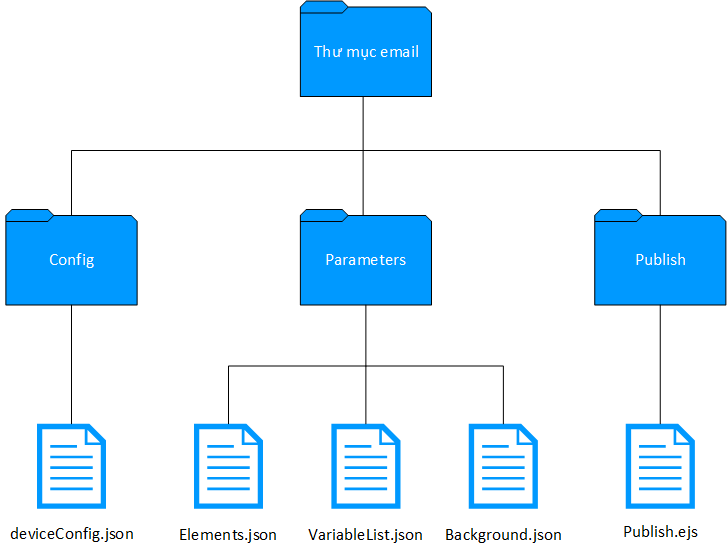 Thư mục email
Config
Parameters
Publish
deviceConfig.json
Elements.json
VariableList.json
Background.json
Publish.ejs